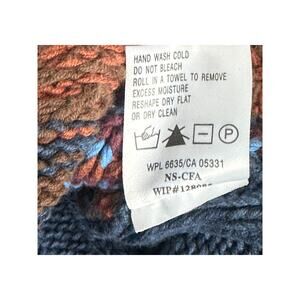 HAND WASH COLD
DO NOT BLEACH
ROLL IN A TOWEL TO REMOVE
EXCESS MOISTURE
RESHAPE DRY FLAT
OR DRY CLEAN
P
WPL 6635/CA 05331
NS-CFA